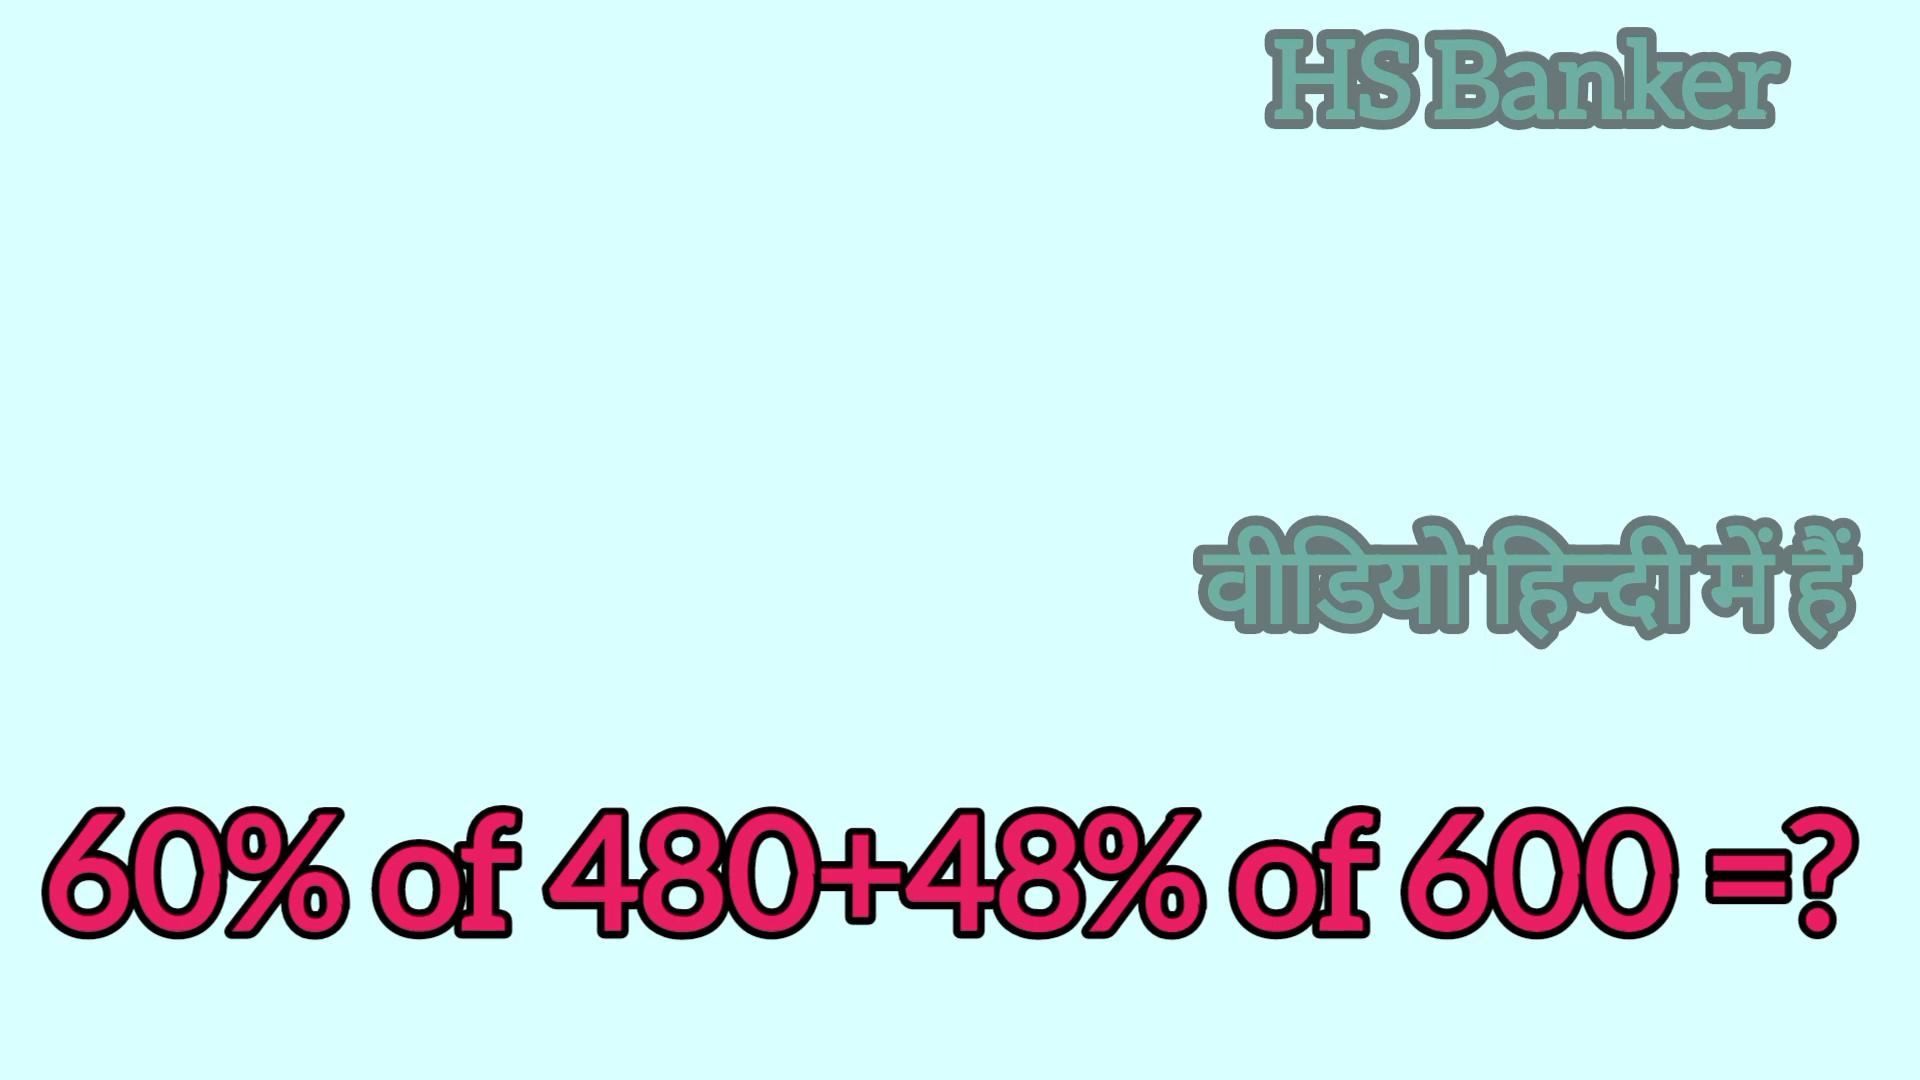 HS Banker
वीडियो हिन्दी में हैं
60% of 480+48% of 600 =?